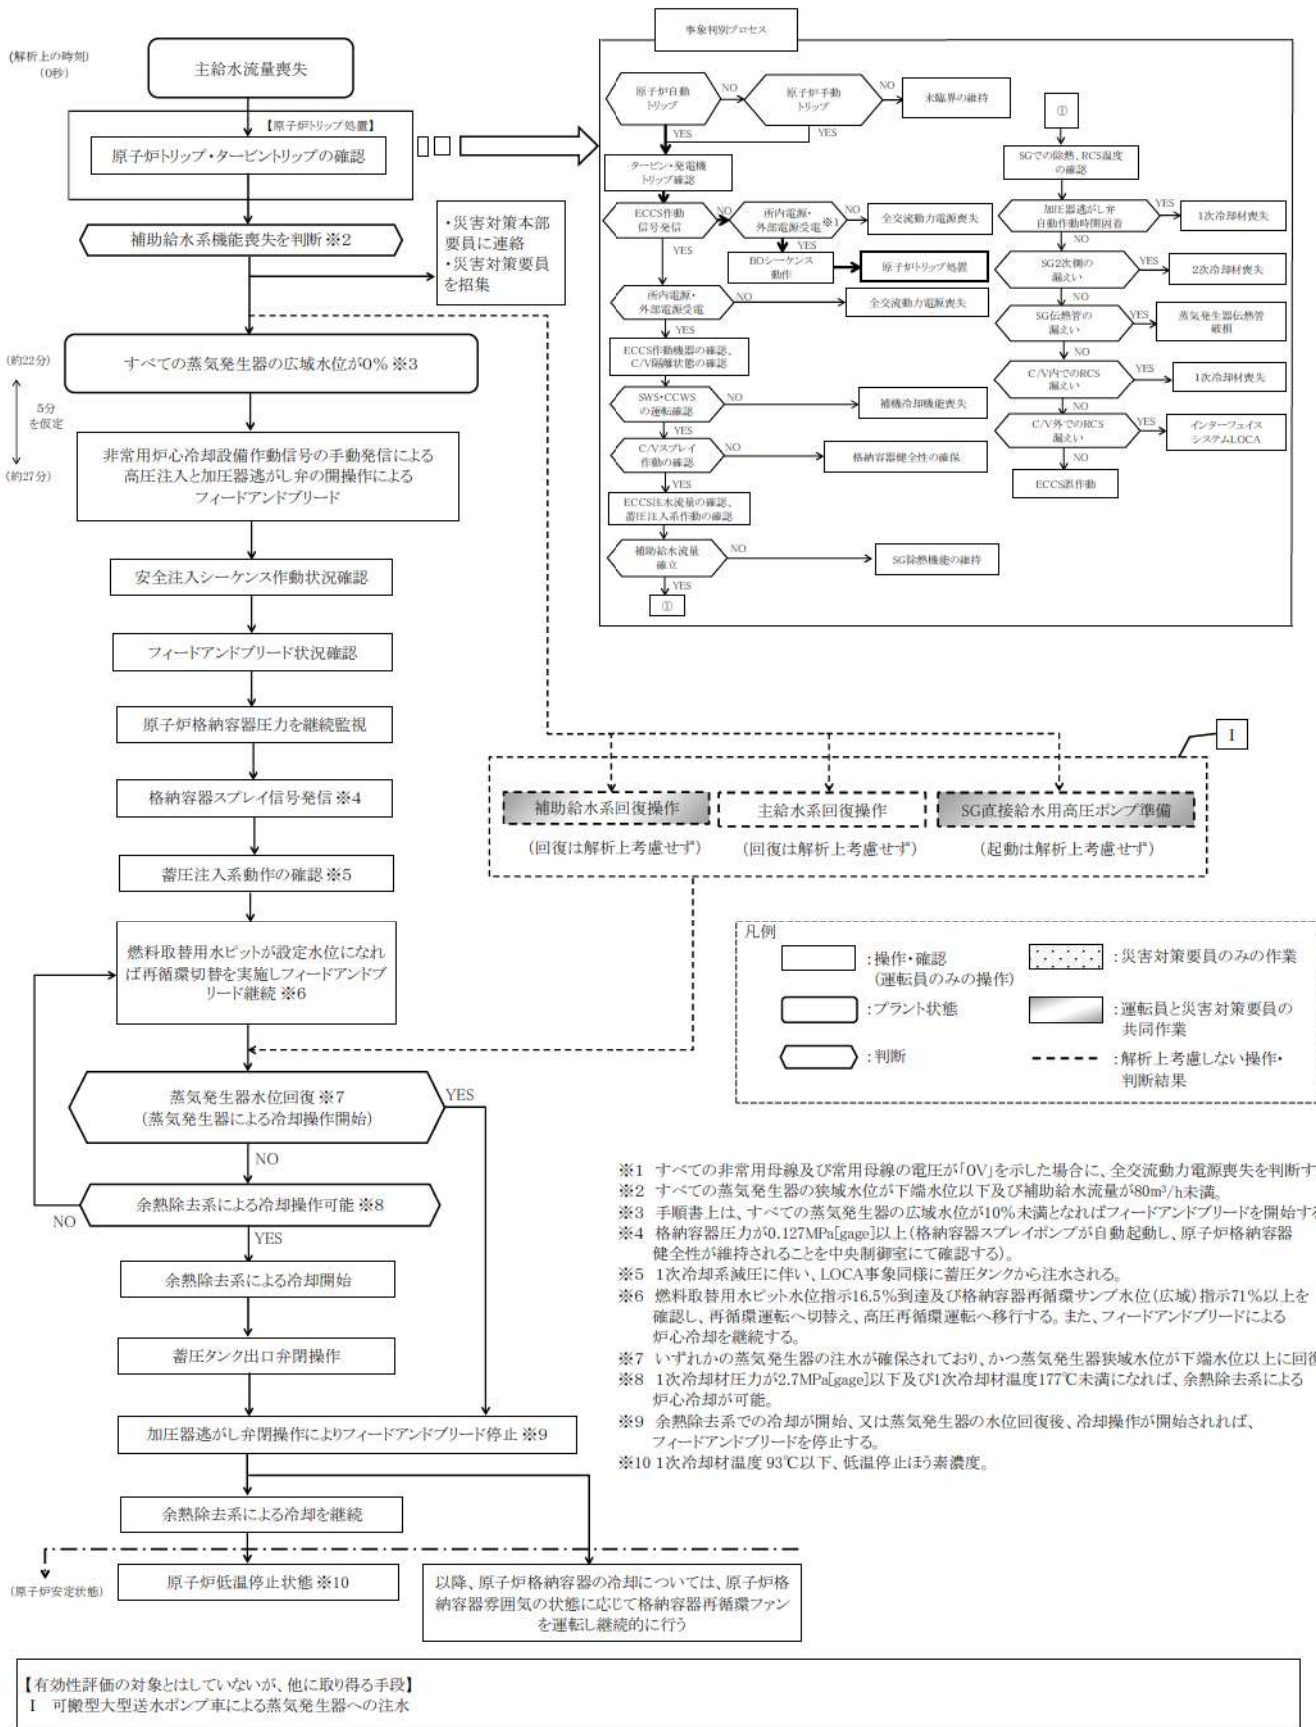 (解析上の時刻)
(0秒)
主給水流量喪失
【原子炉トリップ処置】
原子炉トリップ・タービントリップの確認
補助給水系機能喪失を判断 ※2
・災害対策本部
要員に連絡
・災害対策要員
を招集
(約22分)
すべての蒸気発生器の広域水位が0% ※3
5分
を仮定
(約27分)
非常用炉心冷却設備作動信号の手動発信による
高圧注入と加圧器逃がし弁の開操作による
フィードアンドブリード
安全注入シーケンス作動状況確認
フィードアンドブリード状況確認
原子炉格納容器圧力を継続監視
格納容器スプレイ信号発信 ※4
蓄圧注入系動作の確認 ※5
燃料取替用水ピットが設定水位になれ
ば再循環切替を実施しフィードアンドブ
リード継続 ※6
蒸気発生器水位回復 ※7
(蒸気発生器による冷却操作開始)
YES
NO
余熱除去系による冷却操作可能 ※8
NO
YES
余熱除去系による冷却開始
蓄圧タンク出口弁閉操作
加圧器逃がし弁閉操作によりフィードアンドブリード停止 ※9
余熱除去系による冷却を継続
(原子炉安定状態)
原子炉低温停止状態 ※10
以降、原子炉格納容器の冷却については、原子炉格
納容器雰囲気の状態に応じて格納容器再循環ファン
を運転し継続的に行う
事象判別プロセス
原子炉自動
トリップ
NO
原子炉手動
トリップ
NO
未臨界の維持
YES
YES
タービン・発電機
トリップ確認
ECCS作動
信号発信
NO
所内電源・
外部電源受電 ※1
NO
全交流動力電源喪失
YES
YES
BOシーケンス
動作
原子炉トリップ処置
所内電源・
外部電源受電
NO
全交流動力電源喪失
YES
ECCS作動機器の確認、
C/V隔離状態の確認
SWS・CCWS
の運転確認
NO
補機冷却機能喪失
YES
C/Vスプレイ
作動の確認
NO
格納容器健全性の確保
YES
ECCS注水流量の確認、
蓄圧注入系作動の確認
補助給水流量
確立
NO
SG除熱機能の維持
YES
①
①
SGでの除熱、RCS温度
の確認
加圧器逃がし弁
自動作動時開固着
YES
1次冷却材喪失
NO
SG2次側の
漏えい
YES
2次冷却材喪失
NO
SG伝熱管の
漏えい
YES
蒸気発生器伝熱管
破損
NO
C/V内でのRCS
漏えい
YES
1次冷却材喪失
NO
C/V外でのRCS
漏えい
YES
インターフェイス
システムLOCA
NO
ECCS誤作動
I
補助給水系回復操作
(回復は解析上考慮せず)
主給水系回復操作
(回復は解析上考慮せず)
SG直接給水用高圧ポンプ準備
(起動は解析上考慮せず)
凡例
:操作・確認
(運転員のみの操作)
:プラント状態
:判断
:災害対策要員のみの作業
:運転員と災害対策要員の
共同作業
:解析上考慮しない操作・
判断結果
※1 すべての非常用母線及び常用母線の電圧が「0V」を示した場合に、全交流動力電源喪失を判断す
※2 すべての蒸気発生器の狭域水位が下端水位以下及び補助給水流量が80m³/h未満。
※3 手順書上は、すべての蒸気発生器の広域水位が10%未満となればフィードアンドブリードを開始する
※4 格納容器圧力が0.127MPa[gage]以上(格納容器スプレイポンプが自動起動し、原子炉格納容器
健全性が維持されることを中央制御室にて確認する)。
※5 1次冷却系減圧に伴い、LOCA事象同様に蓄圧タンクから注水される。
※6 燃料取替用水ピット水位指示16.5%到達及び格納容器再循環サンプ水位(広域)指示71%以上を
確認し、再循環運転へ切替え、高圧再循環運転へ移行する。また、フィードアンドブリードによる
炉心冷却を継続する。
※7 いずれかの蒸気発生器の注水が確保されており、かつ蒸気発生器狭域水位が下端水位以上に回復
※8 1次冷却材圧力が2.7MPa[gage]以下及び1次冷却材温度177℃未満になれば、余熱除去系による
炉心冷却が可能。
※9 余熱除去系での冷却が開始、又は蒸気発生器の水位回復後、冷却操作が開始されれば、
フィードアンドブリードを停止する。
※10 1次冷却材温度 93℃以下、低温停止ほう素濃度。
【有効性評価の対象とはしていないが、他に取り得る手段】
I 可搬型大型送水ポンプ車による蒸気発生器への注水